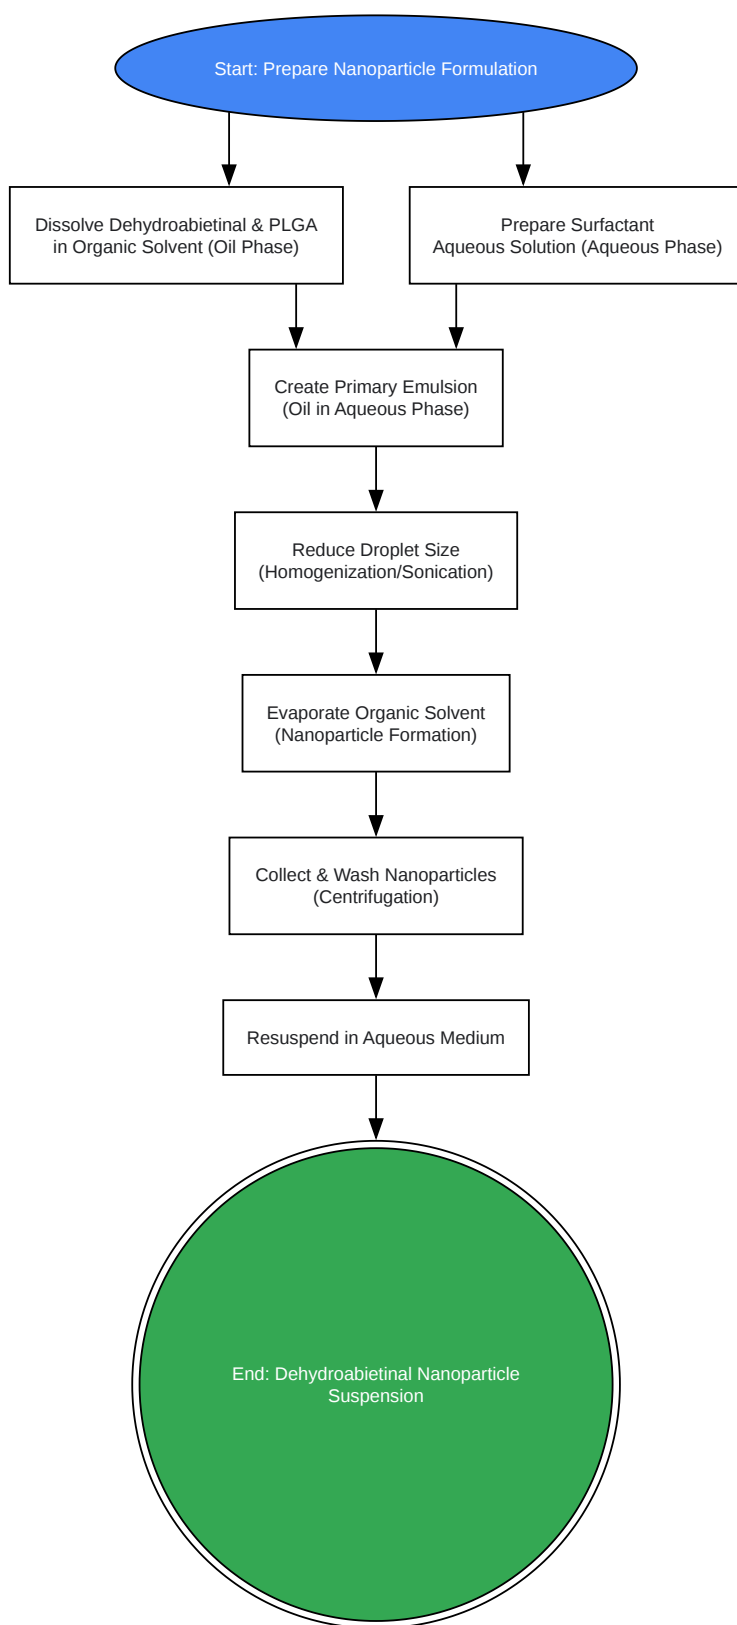 Start: Prepare Nanoparticle Formulation
Dissolve Dehydroabietinal & PLGA
in Organic Solvent (Oil Phase)
Prepare Surfactant
Aqueous Solution (Aqueous Phase)
Create Primary Emulsion
(Oil in Aqueous Phase)
Reduce Droplet Size
(Homogenization/Sonication)
Evaporate Organic Solvent
(Nanoparticle Formation)
Collect & Wash Nanoparticles
(Centrifugation)
Resuspend in Aqueous Medium
End: Dehydroabietinal Nanoparticle
Suspension